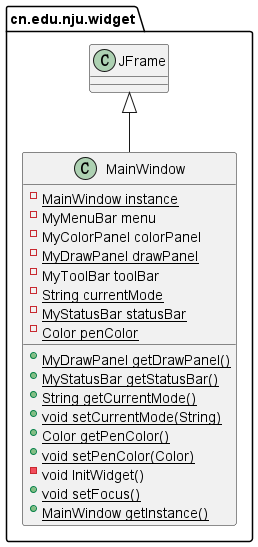 cn.edu.nju.widget
C JFrame
C MainWindow
MainWindow instance
MyMenuBar menu
MyColorPanel colorPanel
MyDrawPanel drawPanel
MyToolBar toolBar
String currentMode
MyStatusBar statusBar
Color penColor
MyDrawPanel getDrawPanel()
MyStatusBar getStatusBar()
String getCurrentMode()
void setCurrentMode(String)
Color getPenColor()
void setPenColor(Color)
void InitWidget()
void setFocus()
MainWindow getInstance()